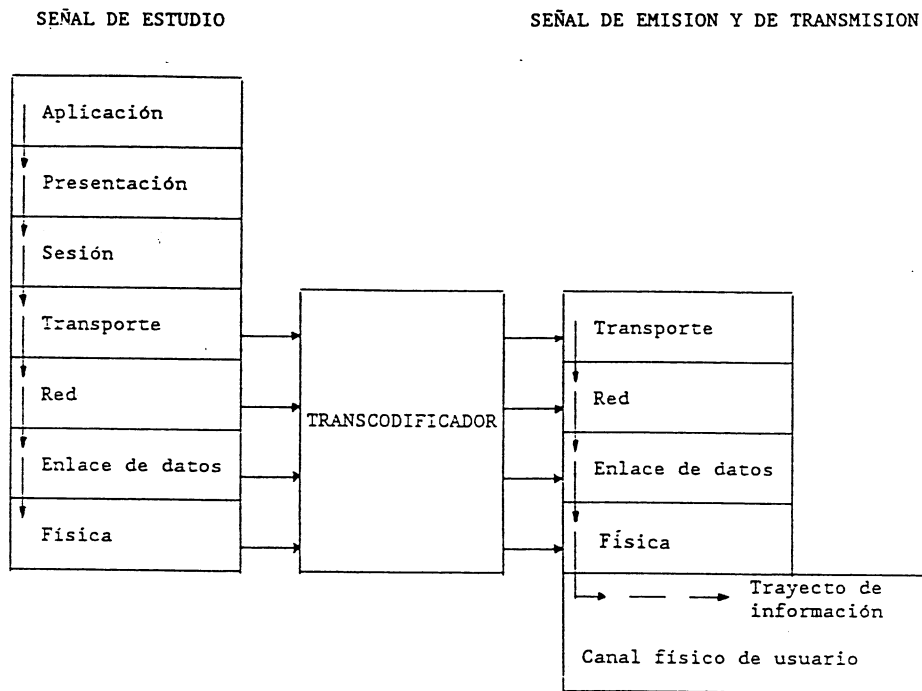 SEÑAL DE ESTUDIO
SEÑAL DE EMISION Y DE TRANSMISION
Aplicación
Presentación
Sesión
Transporte
Red
Enlace de datos
Física
TRANSCODIFICADOR
Transporte
Red
Enlace de datos
Física
Trayecto de
información
Canal físico de usuario